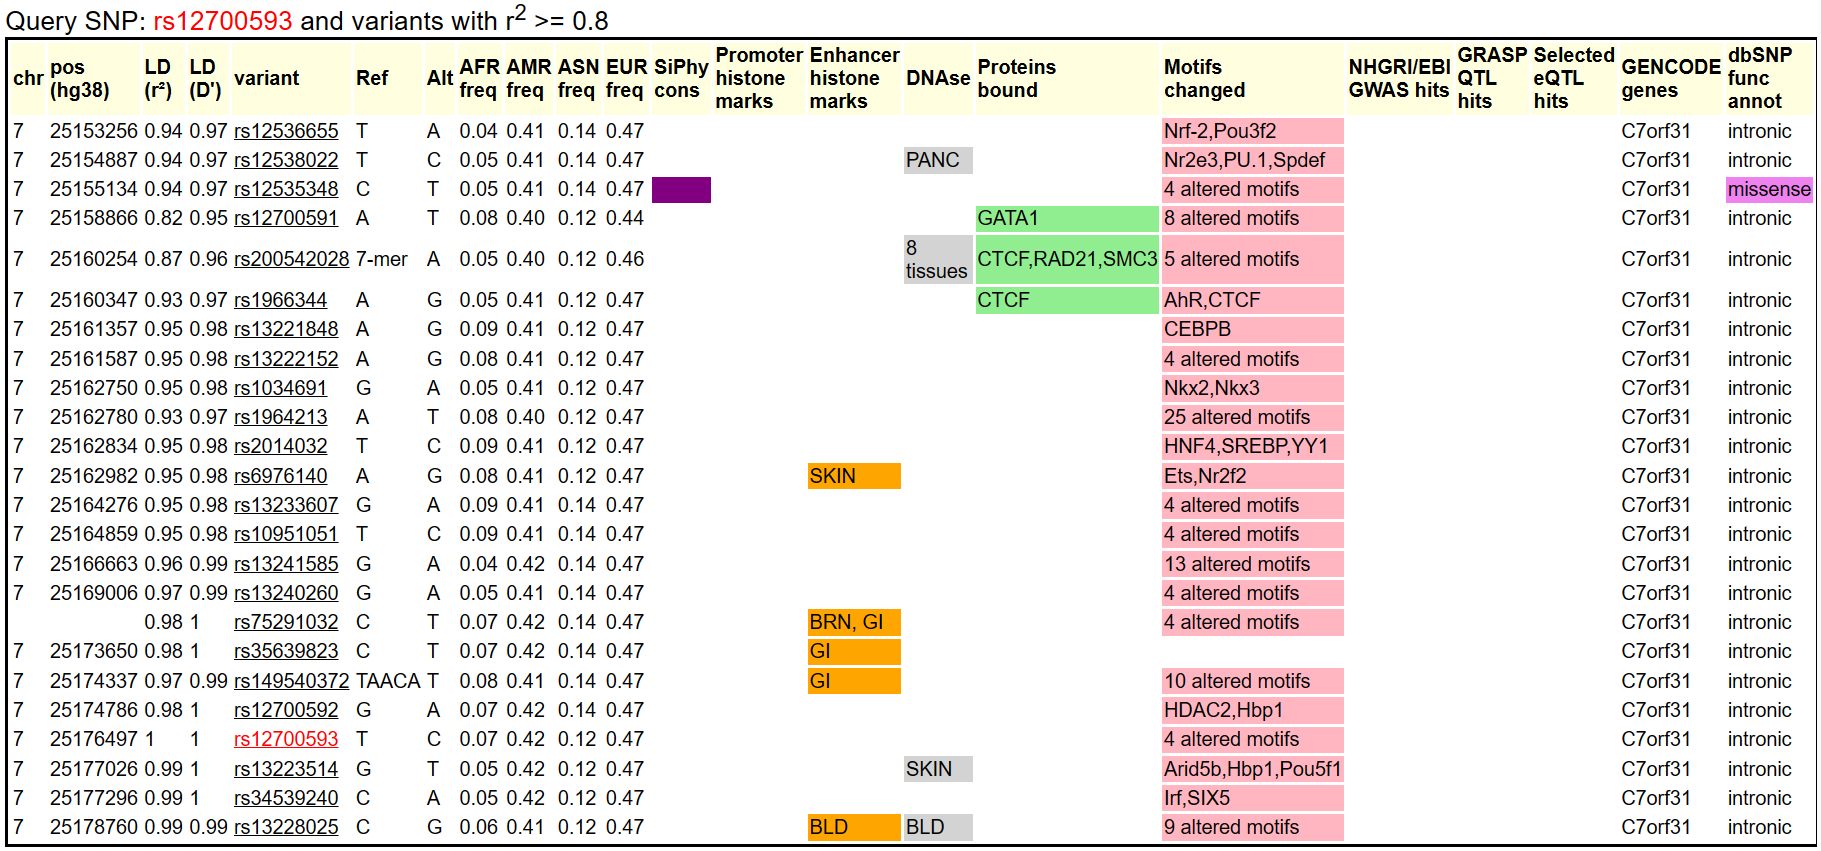 Query SNP: rs12700593 and variants with r2 >= 0.8
chr pos (hg38) LD (r²) LD (D') variant Ref Alt AFR freq AMR freq ASN freq EUR freq SiPhy cons Promoter histone marks Enhancer histone marks DNAse Proteins bound Motifs changed NHGRI/EBI GWAS hits GRASP QTL hits Selected eQTL hits GENCODE genes dbSNP func annot
7 25153256 0.94 0.97 rs12536655 T A 0.04 0.41 0.14 0.47 Nrf-2,Pou3f2 C7orf31 intronic
7 25154887 0.94 0.97 rs12538022 T C 0.05 0.41 0.14 0.47 PANC Nr2e3,PU.1,Spdef C7orf31 intronic
7 25155134 0.94 0.97 rs12535348 C T 0.05 0.41 0.14 0.47 4 altered motifs C7orf31 missense
7 25158866 0.82 0.95 rs12700591 A T 0.08 0.40 0.12 0.44 GATA1 8 altered motifs C7orf31 intronic
7 25160254 0.87 0.96 rs200542028 7-mer A 0.05 0.40 0.12 0.46 8 tissues CTCF,RAD21,SMC3 5 altered motifs C7orf31 intronic
7 25160347 0.93 0.97 rs1966344 A G 0.05 0.41 0.12 0.47 CTCF AhR,CTCF C7orf31 intronic
7 25161357 0.95 0.98 rs13221848 A G 0.09 0.41 0.12 0.47 CEBPB C7orf31 intronic
7 25161587 0.95 0.98 rs13222152 A G 0.08 0.41 0.12 0.47 4 altered motifs C7orf31 intronic
7 25162750 0.95 0.98 rs1034691 G A 0.05 0.41 0.12 0.47 Nkx2,Nkx3 C7orf31 intronic
7 25162780 0.93 0.97 rs1964213 A T 0.08 0.40 0.12 0.47 25 altered motifs C7orf31 intronic
7 25162834 0.95 0.98 rs2014032 T C 0.09 0.41 0.12 0.47 HNF4,SREBP,YY1 C7orf31 intronic
7 25162982 0.95 0.98 rs6976140 A G 0.08 0.41 0.12 0.47 SKIN Ets,Nr2f2 C7orf31 intronic
7 25164276 0.95 0.98 rs13233607 G A 0.09 0.41 0.14 0.47 4 altered motifs C7orf31 intronic
7 25164859 0.95 0.98 rs10951051 T C 0.09 0.41 0.14 0.47 4 altered motifs C7orf31 intronic
7 25166663 0.96 0.99 rs13241585 G A 0.04 0.42 0.14 0.47 13 altered motifs C7orf31 intronic
7 25169006 0.97 0.99 rs13240260 G A 0.05 0.41 0.14 0.47 4 altered motifs C7orf31 intronic
0.98 1 rs75291032 C T 0.07 0.42 0.14 0.47 BRN, GI 4 altered motifs C7orf31 intronic
7 25173650 0.98 1 rs35639823 C T 0.07 0.42 0.14 0.47 GI C7orf31 intronic
7 25174337 0.97 0.99 rs149540372 TAACA T 0.08 0.41 0.14 0.47 GI 10 altered motifs C7orf31 intronic
7 25174786 0.98 1 rs12700592 G A 0.07 0.42 0.14 0.47 HDAC2,Hbp1 C7orf31 intronic
7 25176497 1 1 rs12700593 T C 0.07 0.42 0.12 0.47 4 altered motifs C7orf31 intronic
7 25177026 0.99 1 rs13223514 G T 0.05 0.42 0.12 0.47 SKIN Arid5b,Hbp1,Pou5f1 C7orf31 intronic
7 25177296 0.99 1 rs34539240 C A 0.05 0.42 0.12 0.47 Irf,SIX5 C7orf31 intronic
7 25178760 0.99 0.99 rs13228025 C G 0.06 0.41 0.12 0.47 BLD BLD 9 altered motifs C7orf31 intronic